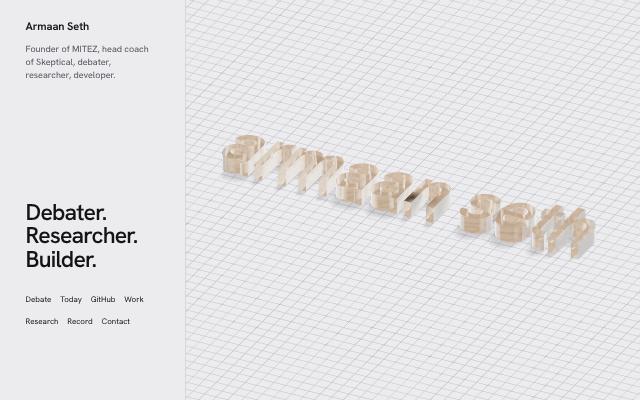 Armaan Seth
Founder of MITEZ, head coach
of Skeptical, debater,
researcher, developer.
armaan seth
Debater.
Researcher.
Builder.
Debate Today GitHub Work
Research Record Contact